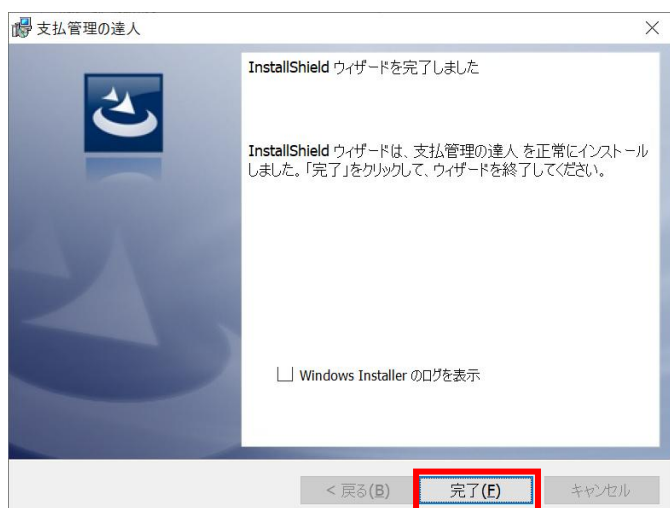 支払管理の達人
InstallShield ウィザードを完了しました
InstallShield ウィザードは、支払管理の達人 を正常にインストール
しました。「完了」をクリックして、ウィザードを終了してください。
Windows Installer のログを表示
< 戻る(B)
完了(F)
キャンセル